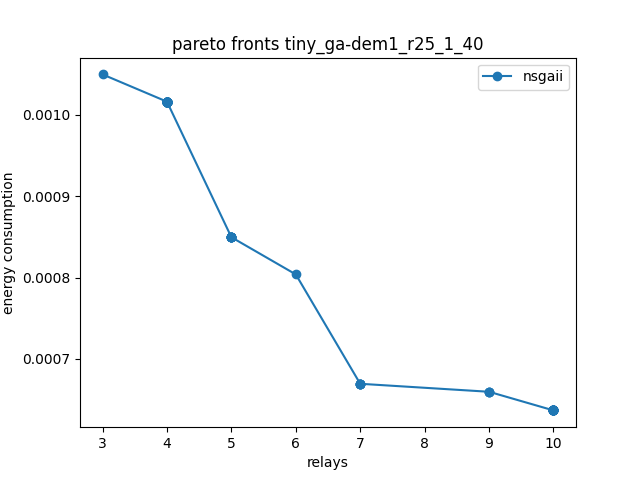 pareto fronts tiny_ga-dem1_r25_1_40
nsgaii
0.0010
0.0009
0.0008
0.0007
energy consumption
3 4 5 6 7 8 9 10
relays